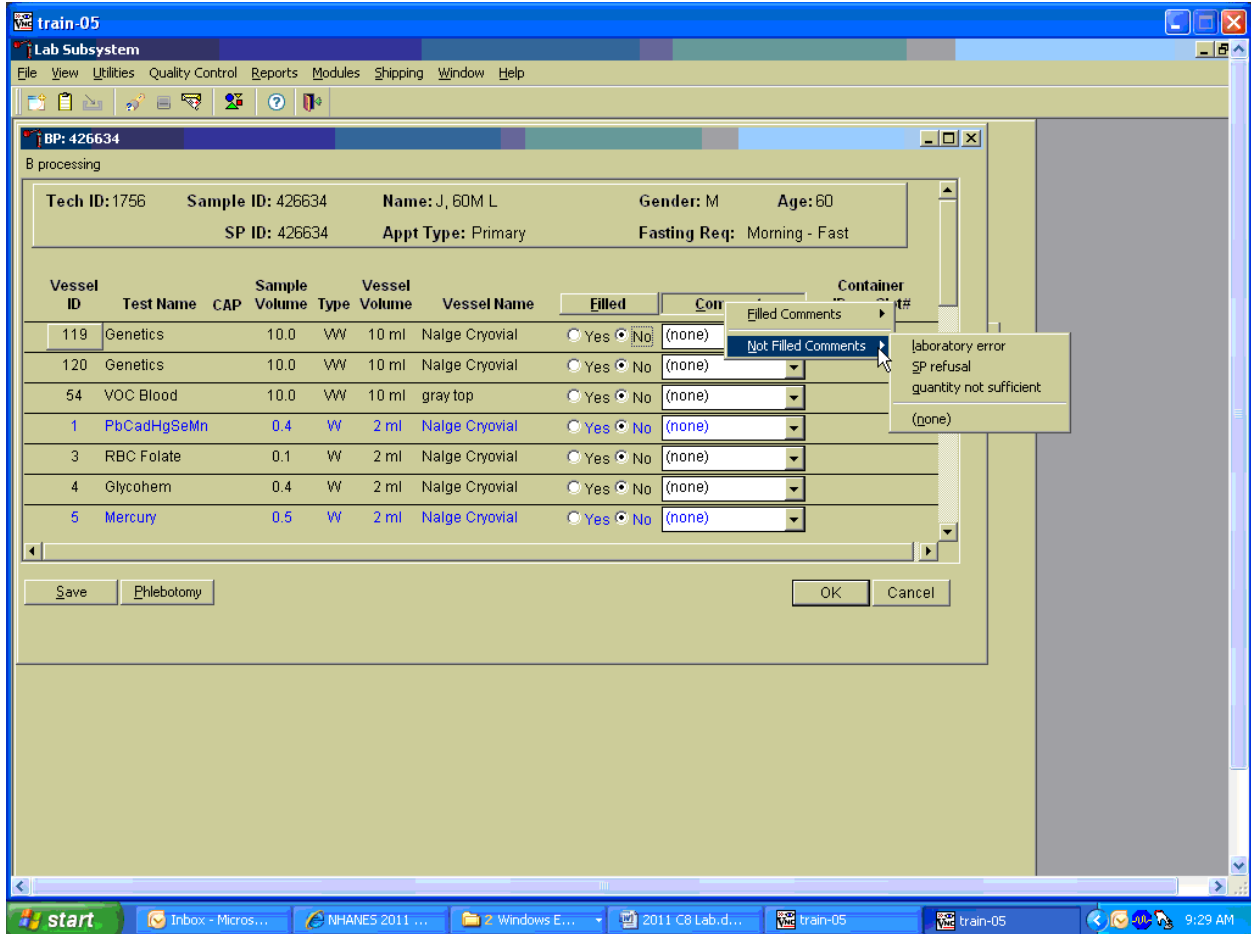 train-05
Lab Subsystem
File View Utilities Quality Control Reports Modules Shipping Window Help
BP: 426634
B processing
Tech ID: 1756 Sample ID: 426634 Name: J, 60M L Gender: M Age: 60
SP ID: 426634 Appt Type: Primary Fasting Req: Morning - Fast
Vessel Sample Vessel Container
ID Test Name CAP Volume Type Volume Vessel Name Filled
Filled Comments
119 Genetics 10.0 VW 10 ml Nalge Cryovial Yes No (none)
Not Filled Comments laboratory error
120 Genetics 10.0 VW 10 ml Nalge Cryovial Yes No (none)
SP refusal
quantity not sufficient
54 VOC Blood 10.0 VW 10 ml gray top Yes No (none)
(none)
1 PbCadHgSeMn 0.4 W 2 ml Nalge Cryovial Yes No (none)
3 RBC Folate 0.1 W 2 ml Nalge Cryovial Yes No (none)
4 Glycohem 0.4 W 2 ml Nalge Cryovial Yes No (none)
5 Mercury 0.5 W 2 ml Nalge Cryovial Yes No (none)
Save Phlebotomy OK Cancel
start Inbox - Micros... NHANES 2011 ... 2 Windows E... 2011 C8 Lab.d... train-05 train-05 9:29 AM